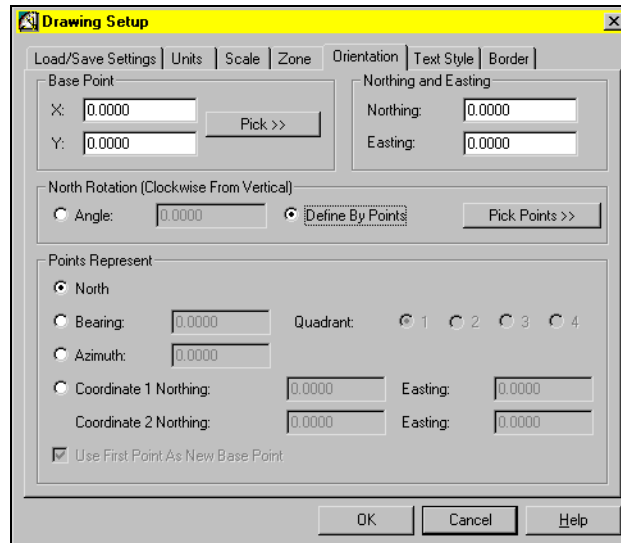 Drawing Setup
Load/Save Settings Units Scale Zone Orientation Text Style Border
Base Point
X: 0.0000
Y: 0.0000
Pick >>
Northing and Easting
Northing: 0.0000
Easting: 0.0000
North Rotation (Clockwise From Vertical)
Angle: 0.0000 Define By Points Pick Points >>
Points Represent
North
Bearing: 0.0000 Quadrant: 1 2 3 4
Azimuth: 0.0000
Coordinate 1 Northing: 0.0000 Easting: 0.0000
Coordinate 2 Northing: 0.0000 Easting: 0.0000
Use First Point As New Base Point
OK Cancel Help